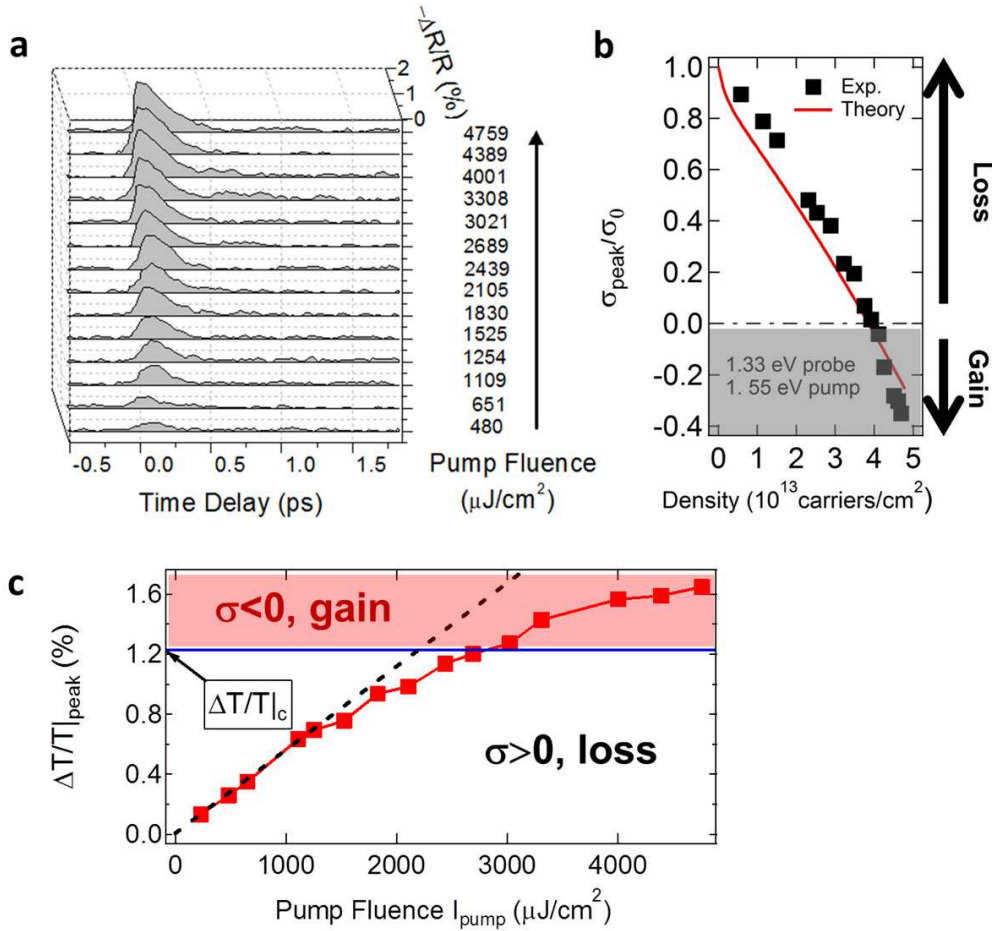 a
−ΔR/R (%)
2
0
4759
4389
4001
3308
3021
2689
2439
2105
1830
1525
1254
1109
651
480
-0.5 0.0 0.5 1.0 1.5
Time Delay (ps)
Pump Fluence
(μJ/cm²)
b
1.0
0.8
0.6
0.4
0.2
0.0
-0.2
-0.4
σpeak/σ0
Exp.
Theory
1.33 eV probe
1.55 eV pump
0 1 2 3 4 5
Density (10¹³carriers/cm²)
Loss
Gain
c
1.6
1.2
0.8
0.4
0.0
ΔT/T|peak (%)
σ<0, gain
ΔT/T|c
σ>0, loss
0 1000 2000 3000 4000
Pump Fluence Ipump (μJ/cm²)